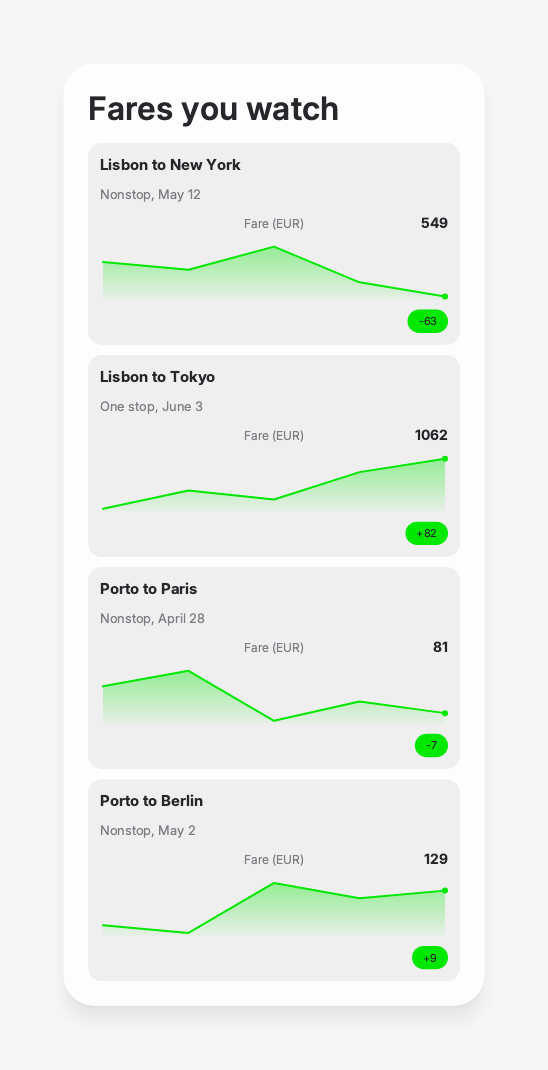 Fares you watch
Lisbon to New York
Nonstop, May 12
Fare (EUR) 549
-63
Lisbon to Tokyo
One stop, June 3
Fare (EUR) 1062
+82
Porto to Paris
Nonstop, April 28
Fare (EUR) 81
-7
Porto to Berlin
Nonstop, May 2
Fare (EUR) 129
+9